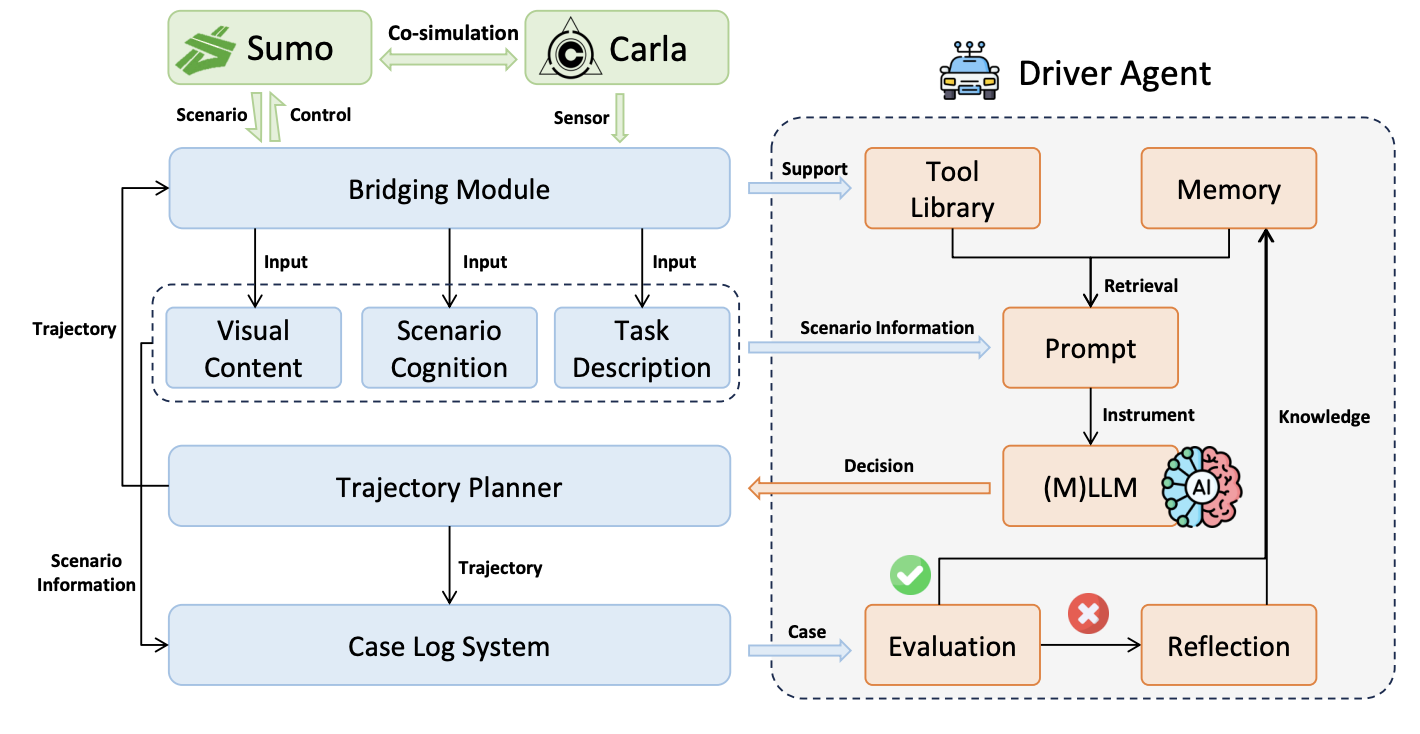 Sumo
Co-simulation
Carla
Driver Agent
Scenario
Control
Sensor
Bridging Module
Support
Tool
Library
Memory
Input
Input
Input
Retrieval
Trajectory
Visual
Content
Scenario
Cognition
Task
Description
Scenario Information
Prompt
Instrument
Knowledge
Trajectory Planner
Decision
(M)LLM
AI
Scenario
Information
Trajectory
Case Log System
Case
Evaluation
Reflection